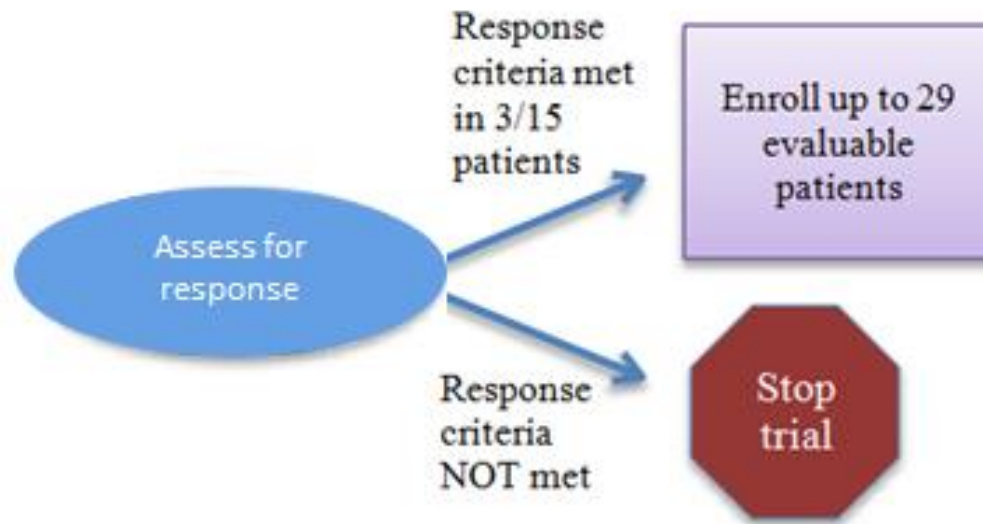 Response
criteria met
in 3/15
patients
Enroll up to 29
evaluable
patients
Assess for
response
Response
criteria
NOT met
Stop
trial